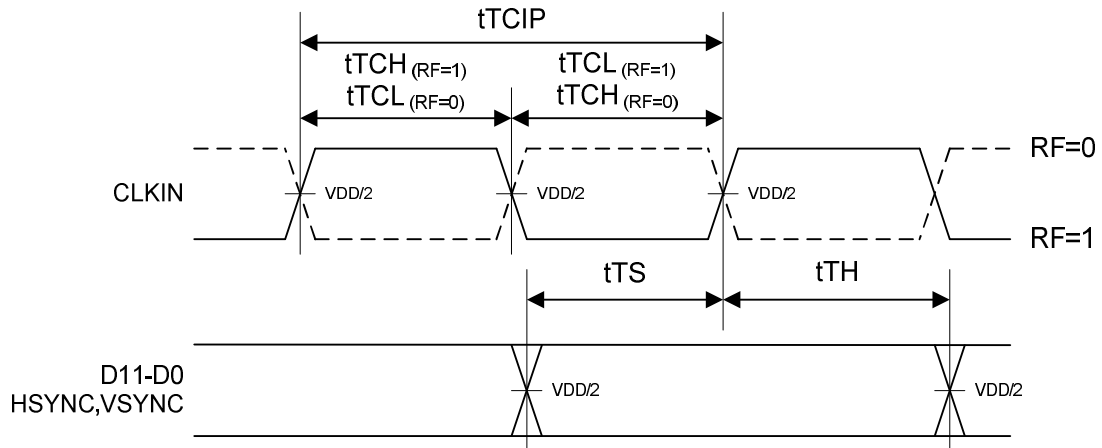 tTCIP
tTCH (RF=1) tTCL (RF=1)
tTCL (RF=0) tTCH (RF=0)
RF=0
CLKIN VDD/2 VDD/2 VDD/2
RF=1
tTS tTH
D11-D0
HSYNC,VSYNC
VDD/2 VDD/2